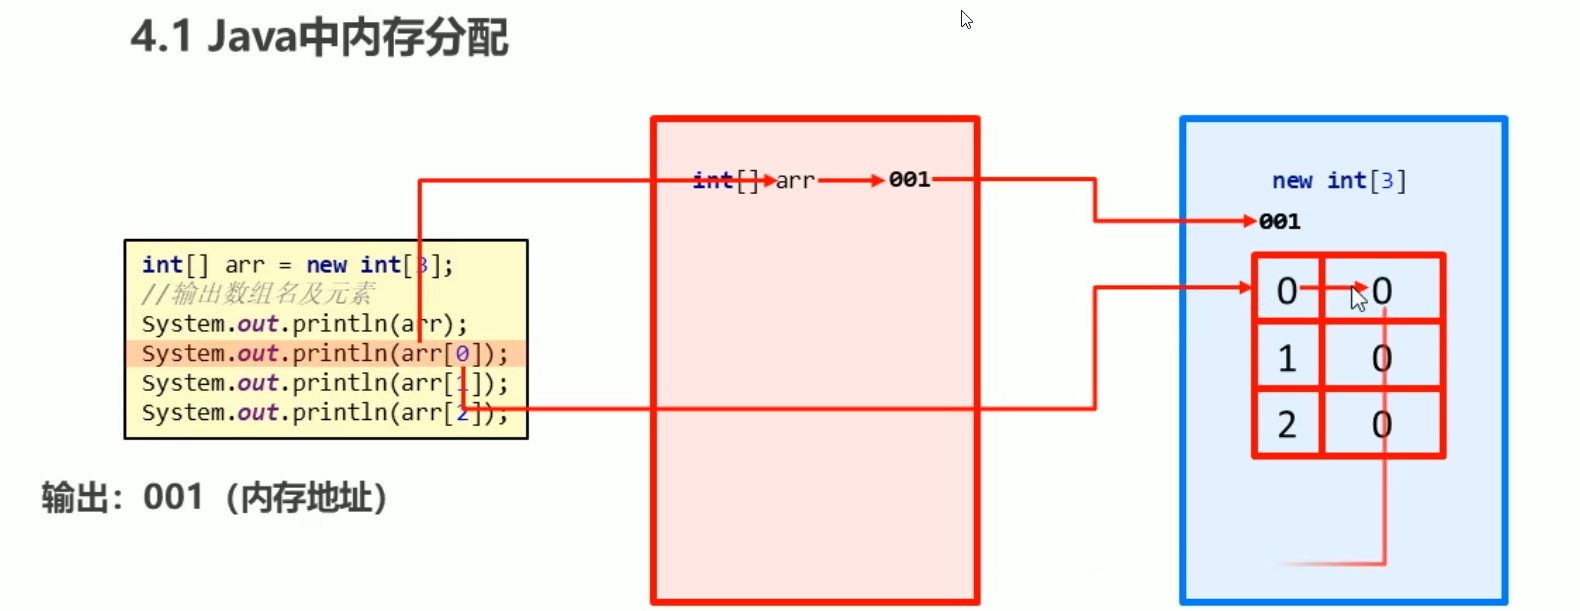 4.1 Java中内存分配
int[] arr = new int[3];
//输出数组名及元素
System.out.println(arr);
System.out.println(arr[0]);
System.out.println(arr[1]);
System.out.println(arr[2]);
输出：001（内存地址）
int[] arr 001
new int[3]
001
0 0
1 0
2 0